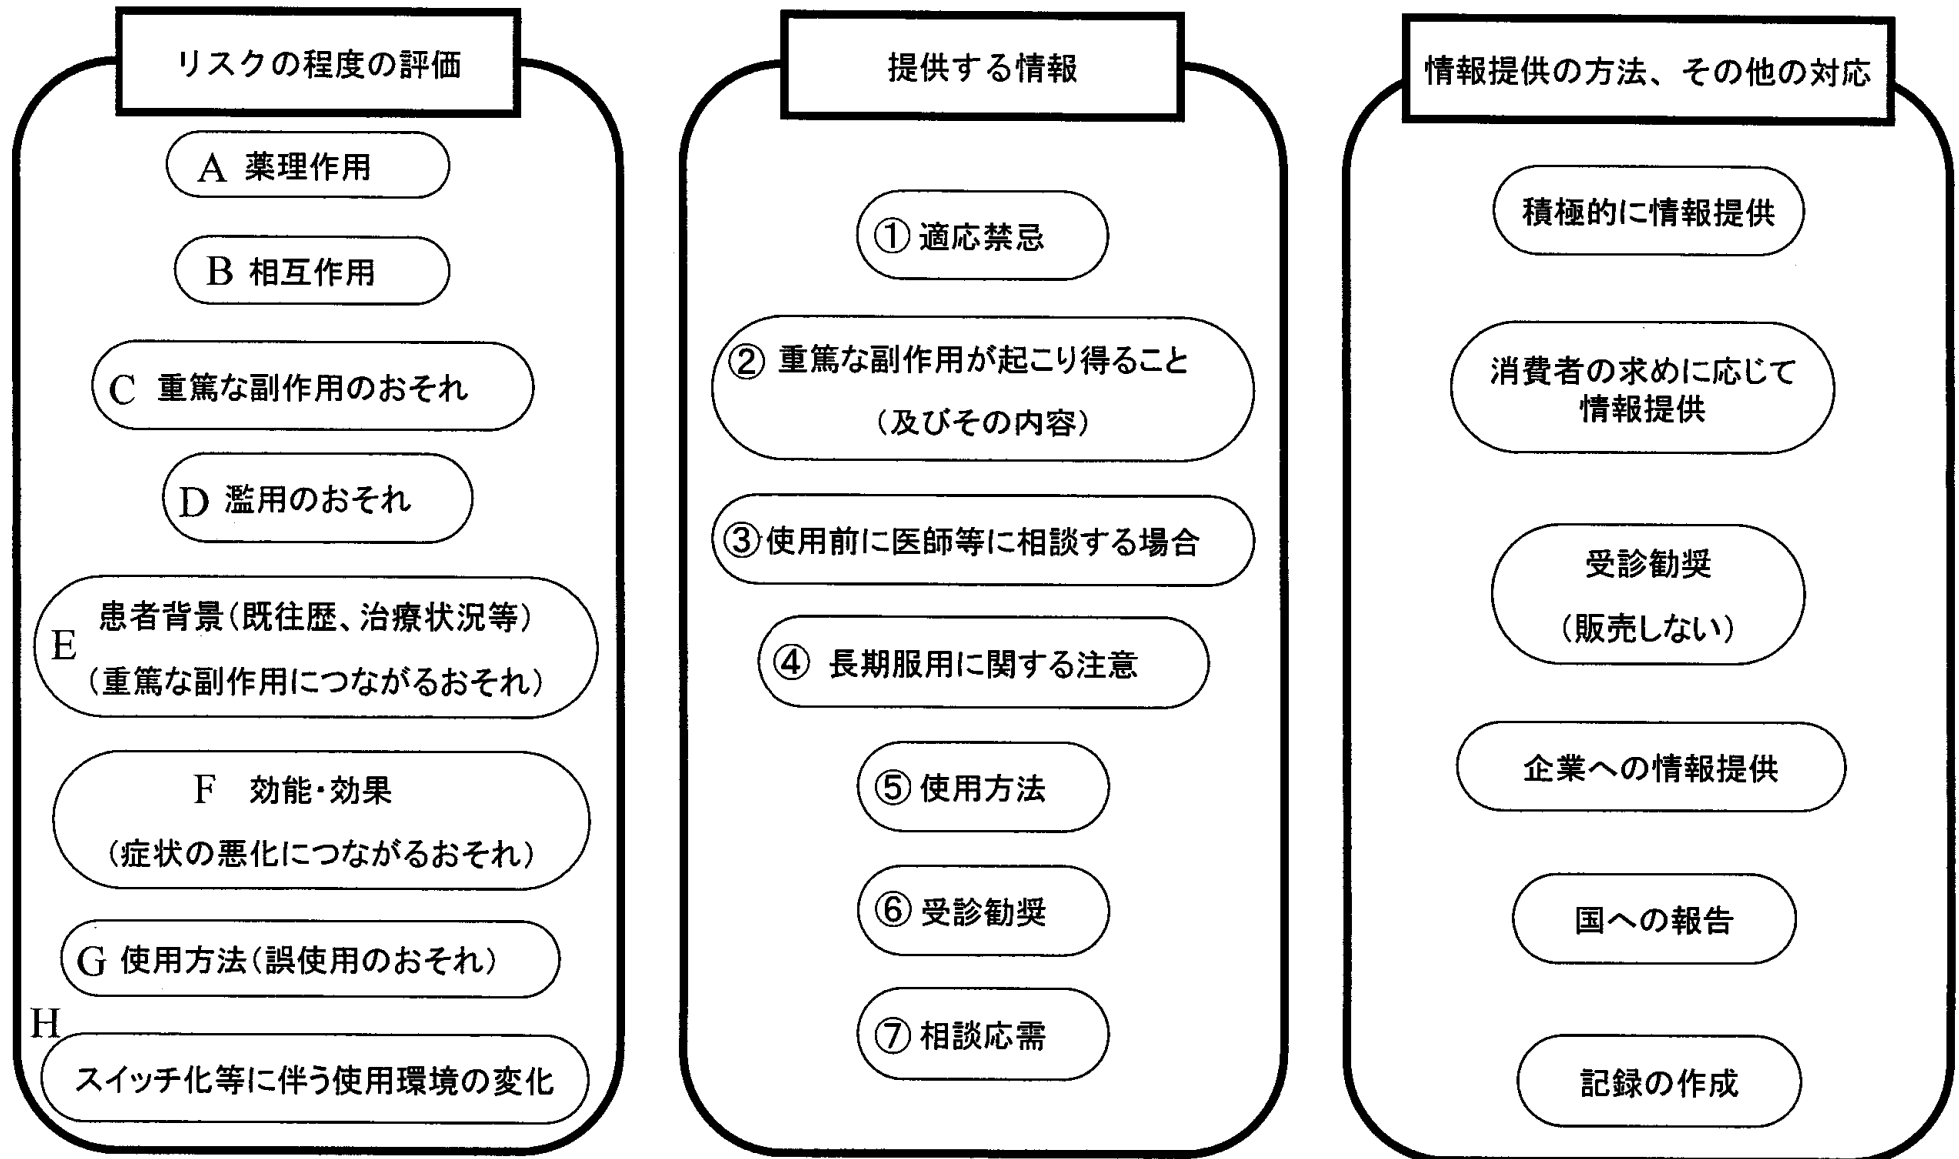 リスクの程度の評価
A 薬理作用
B 相互作用
C 重篤な副作用のおそれ
D 濫用のおそれ
E 患者背景(既往歴、治療状況等)
(重篤な副作用につながるおそれ)
F 効能・効果
(症状の悪化につながるおそれ)
G 使用方法(誤使用のおそれ)
H
スイッチ化等に伴う使用環境の変化
提供する情報
①適応禁忌
② 重篤な副作用が起こり得ること
(及びその内容)
③使用前に医師等に相談する場合
④ 長期服用に関する注意
⑤使用方法
⑥受診勧奨
⑦相談応需
情報提供の方法、その他の対応
積極的に情報提供
消費者の求めに応じて
情報提供
受診勧奨
(販売しない)
企業への情報提供
国への報告
記録の作成